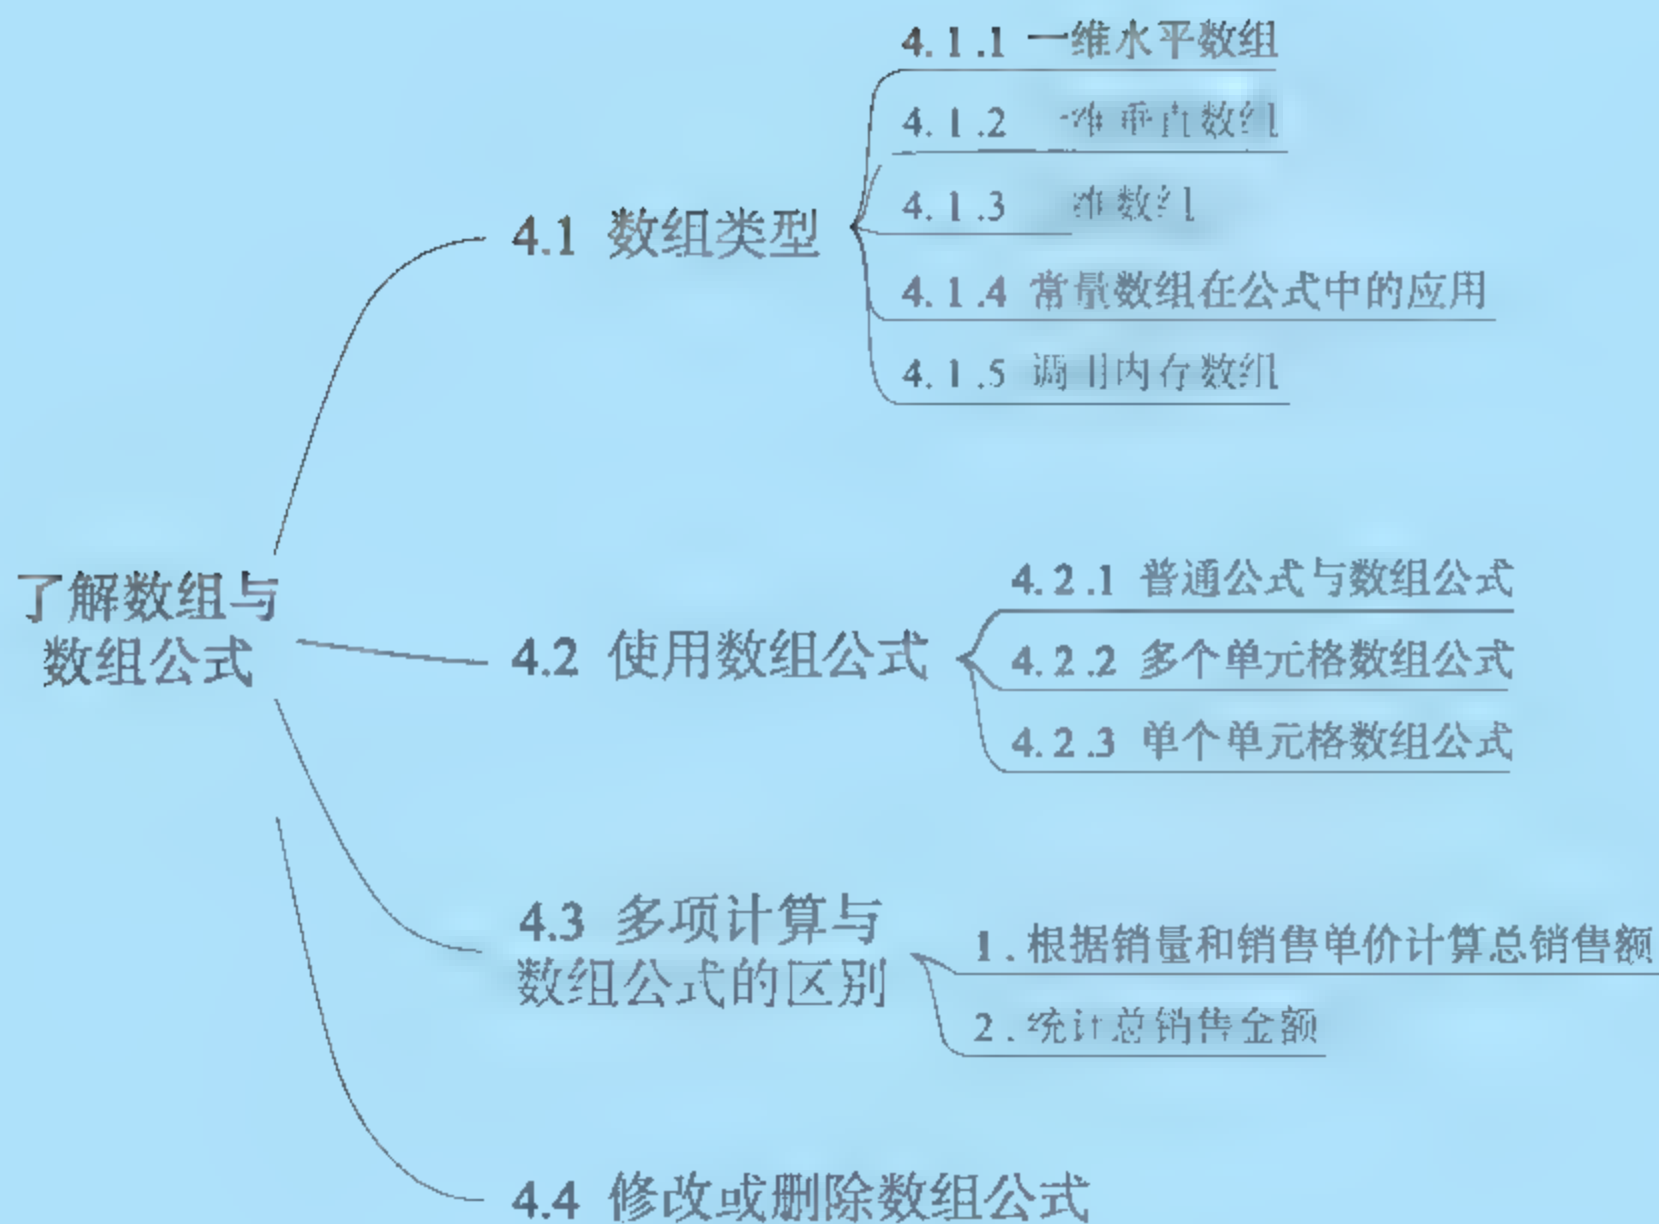 了解数组与
数组公式
4.1 数组类型
4.1.1 一维水平数组
4.1.2 一维垂直数组
4.1.3 维数组
4.1.4 常量数组在公式中的应用
4.1.5 调用内存数组
4.2 使用数组公式
4.2.1 普通公式与数组公式
4.2.2 多个单元格数组公式
4.2.3 单个单元格数组公式
4.3 多项计算与
数组公式的区别
1.根据销量和销售单价计算总销售额
2.统计总销售金额
4.4 修改或删除数组公式